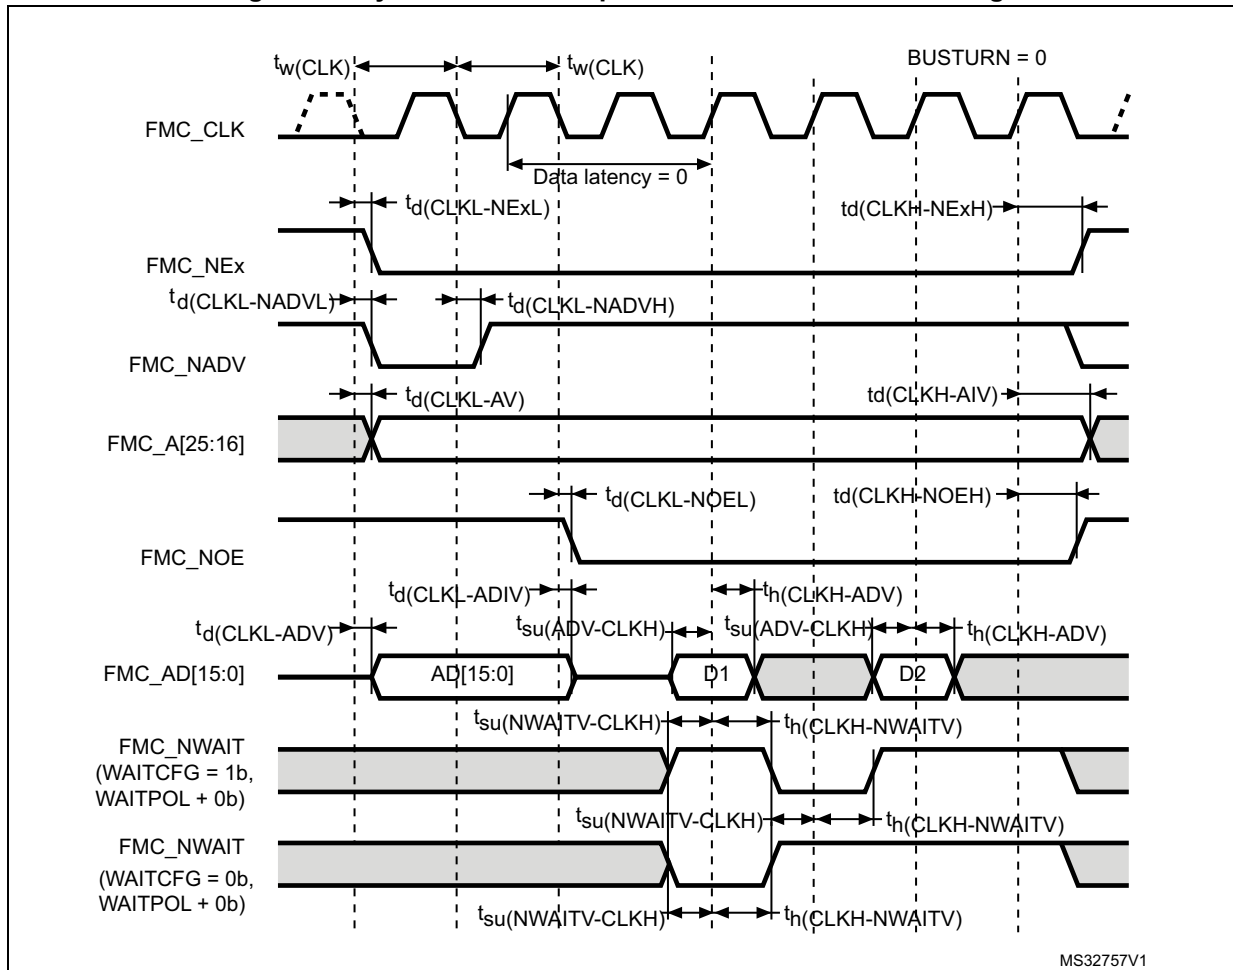 BUSTURN = 0
tw(CLK) tw(CLK)
FMC_CLK
Data latency = 0
td(CLKL-NExL) td(CLKH-NExH)
FMC_NEx
td(CLKL-NADVL) td(CLKL-NADVH)
FMC_NADV
td(CLKL-AV) td(CLKH-AIV)
FMC_A[25:16]
td(CLKL-NOEL) td(CLKH-NOEH)
FMC_NOE
td(CLKL-ADIV) th(CLKH-ADV)
td(CLKL-ADV) tsu(ADV-CLKH) tsu(ADV-CLKH) th(CLKH-ADV)
FMC_AD[15:0] AD[15:0] D1 D2
tsu(NWAITV-CLKH) th(CLKH-NWAITV)
FMC_NWAIT
(WAITCFG = 1b,
WAITPOL + 0b)
tsu(NWAITV-CLKH) th(CLKH-NWAITV)
FMC_NWAIT
(WAITCFG = 0b,
WAITPOL + 0b)
tsu(NWAITV-CLKH) th(CLKH-NWAITV)
MS32757V1